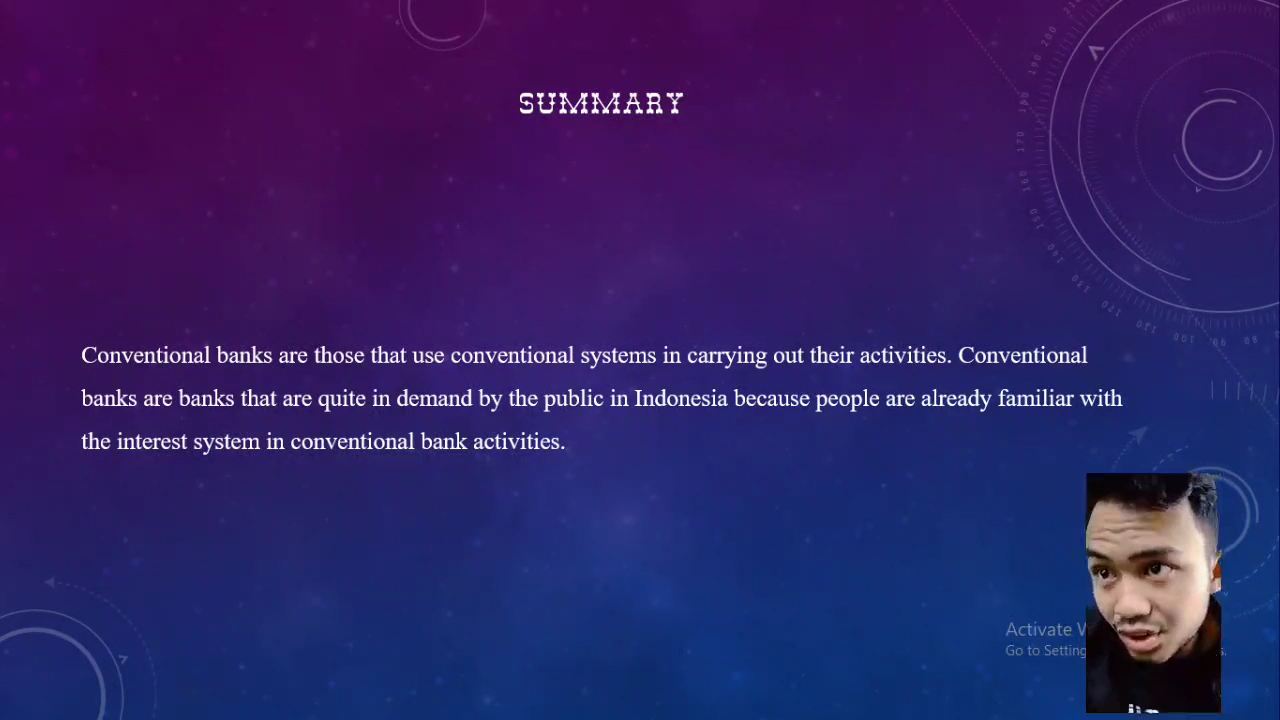 SUMMARY
Conventional banks are those that use conventional systems in carrying out their activities. Conventional
banks are banks that are quite in demand by the public in Indonesia because people are already familiar with
the interest system in conventional bank activities.
Activate
Go to